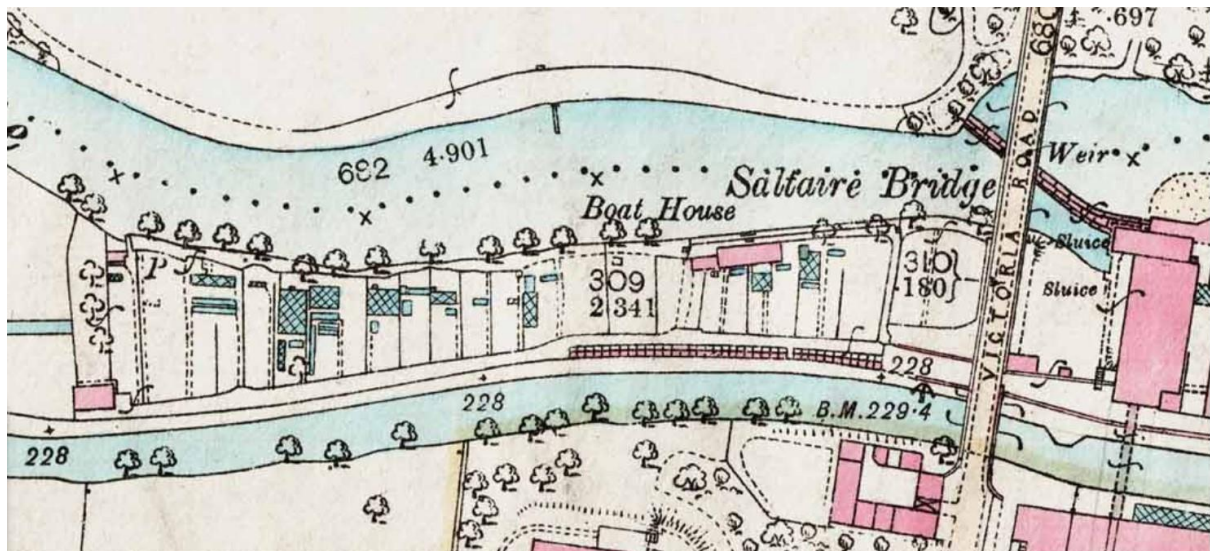 ·697
680
Weir
682 4·901
Saltaire Bridge
Boat House
VICTORIA ROAD
Sluice
P
309
2·341
310
·180
Sluice
228
228
B.M. 229·4
228